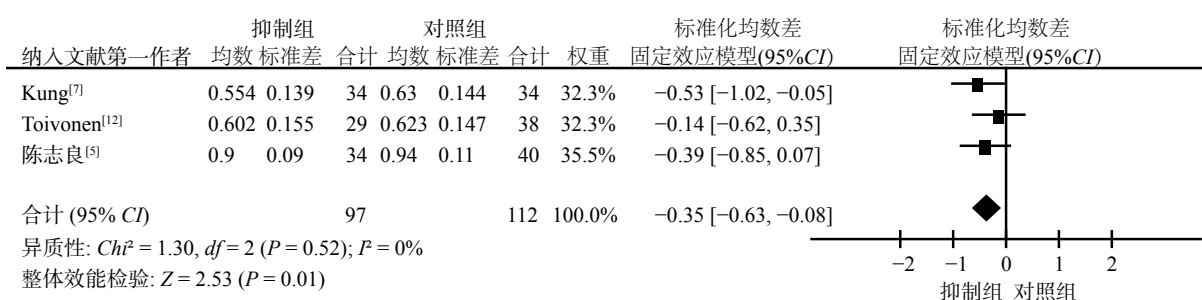 抑制组 对照组 标准化均数差 标准化均数差
纳入文献第一作者 均数 标准差 合计 均数 标准差 合计 权重 固定效应模型(95%CI) 固定效应模型(95%CI)
Kung[7] 0.554 0.139 34 0.63 0.144 34 32.3% −0.53 [−1.02, −0.05]
Toivonen[12] 0.602 0.155 29 0.623 0.147 38 32.3% −0.14 [−0.62, 0.35]
陈志良[5] 0.9 0.09 34 0.94 0.11 40 35.5% −0.39 [−0.85, 0.07]
合计 (95% CI) 97 112 100.0% −0.35 [−0.63, −0.08]
异质性: Chi² = 1.30, df = 2 (P = 0.52); I² = 0%
整体效能检验: Z = 2.53 (P = 0.01)
−2 −1 0 1 2
抑制组 对照组